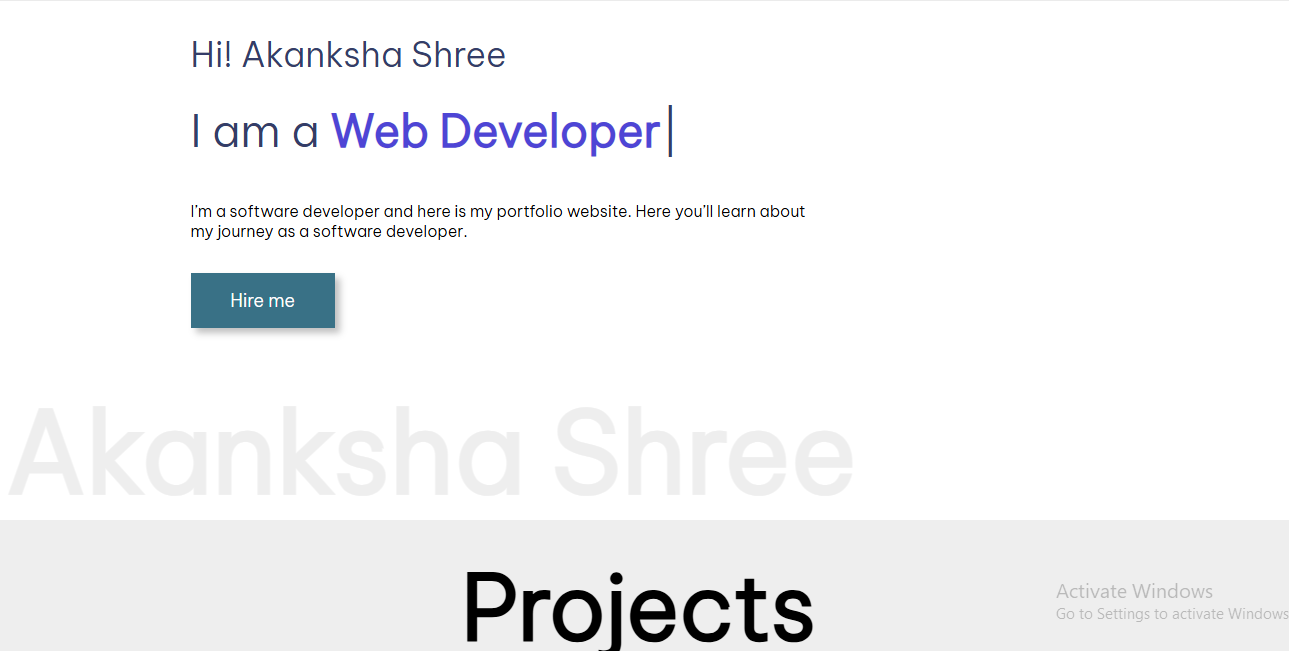 Hi! Akanksha Shree
I am a Web Developer|
I'm a software developer and here is my portfolio website. Here you'll learn about
my journey as a software developer.
Hire me
Akanksha Shree
Projects
Activate Windows
Go to Settings to activate Windows